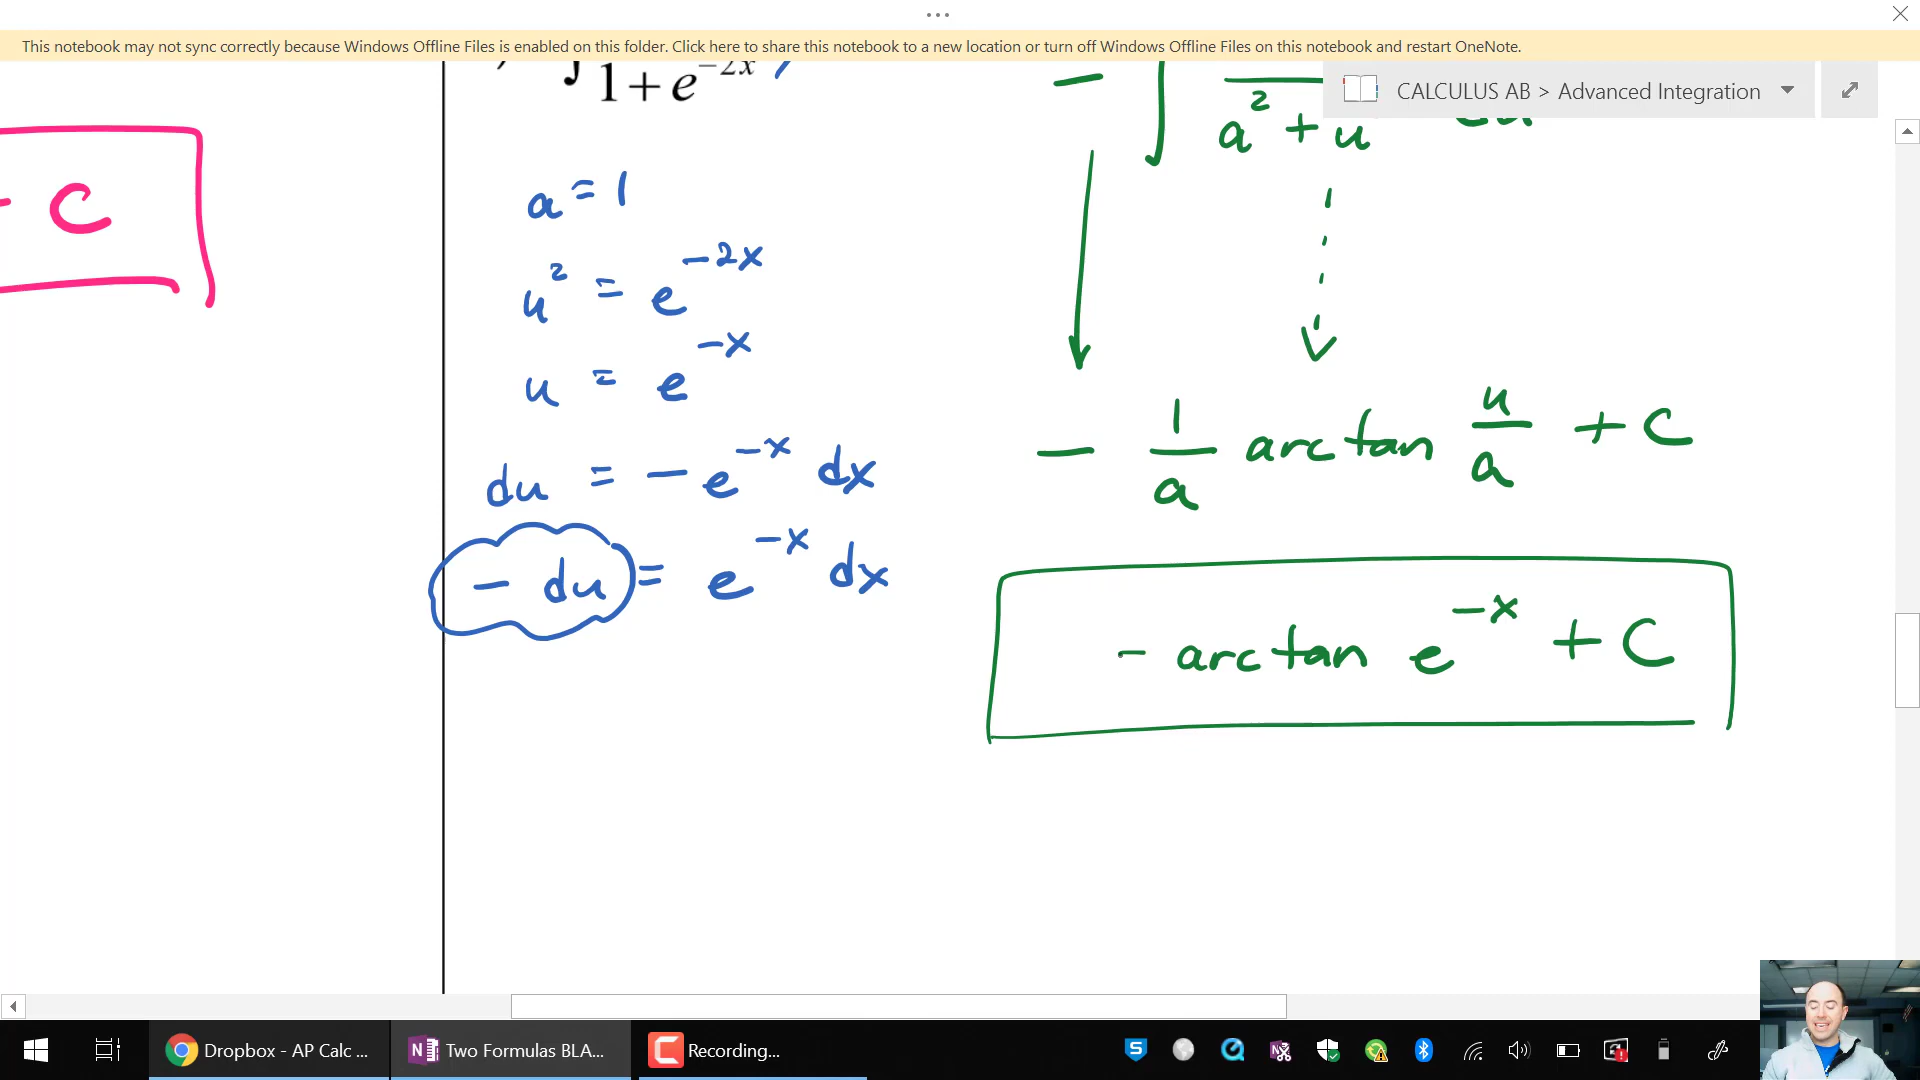 This notebook may not sync correctly because Windows Offline Files is enabled on this folder. Click here to share this notebook to a new location or turn off Windows Offline Files on this notebook and restart OneNote.
CALCULUS AB > Advanced Integration
∫ 1+e^{-2x}
- ∫ a² + u²
+ C
a = 1
u² = e^{-2x}
u = e^{-x}
du = - e^{-x} dx
- du = e^{-x} dx
- 1/a arctan u/a + C
- arctan e^{-x} + C
Dropbox - AP Calc ...
Two Formulas BLA...
Recording...